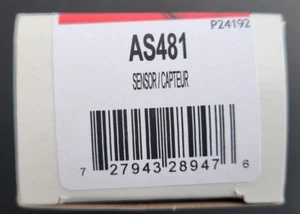 P24192
AS481
SENSOR / CAPTEUR
7 27943 28947 6